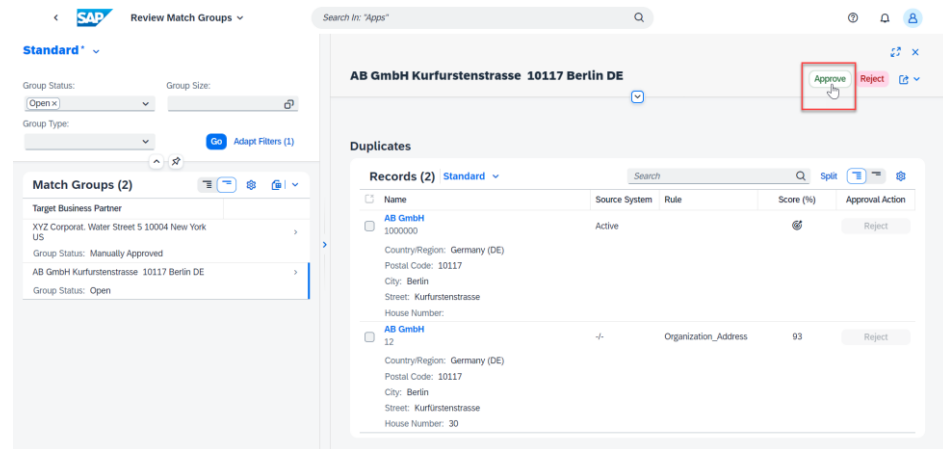 SAP Review Match Groups Search In: "Apps"
Standard *
Group Status: Group Size:
Open ×
Group Type:
Go Adapt Filters (1)
Match Groups (2)
Target Business Partner
XYZ Corporat. Water Street 5 10004 New York
US
Group Status: Manually Approved
AB GmbH Kurfurstenstrasse 10117 Berlin DE
Group Status: Open
AB GmbH Kurfurstenstrasse 10117 Berlin DE
Approve Reject
Duplicates
Records (2) Standard Search Split
Name Source System Rule Score (%) Approval Action
AB GmbH
1000000 Active Reject
Country/Region: Germany (DE)
Postal Code: 10117
City: Berlin
Street: Kurfurstenstrasse
House Number:
AB GmbH
12 -/- Organization_Address 93 Reject
Country/Region: Germany (DE)
Postal Code: 10117
City: Berlin
Street: Kurfürstenstrasse
House Number: 30